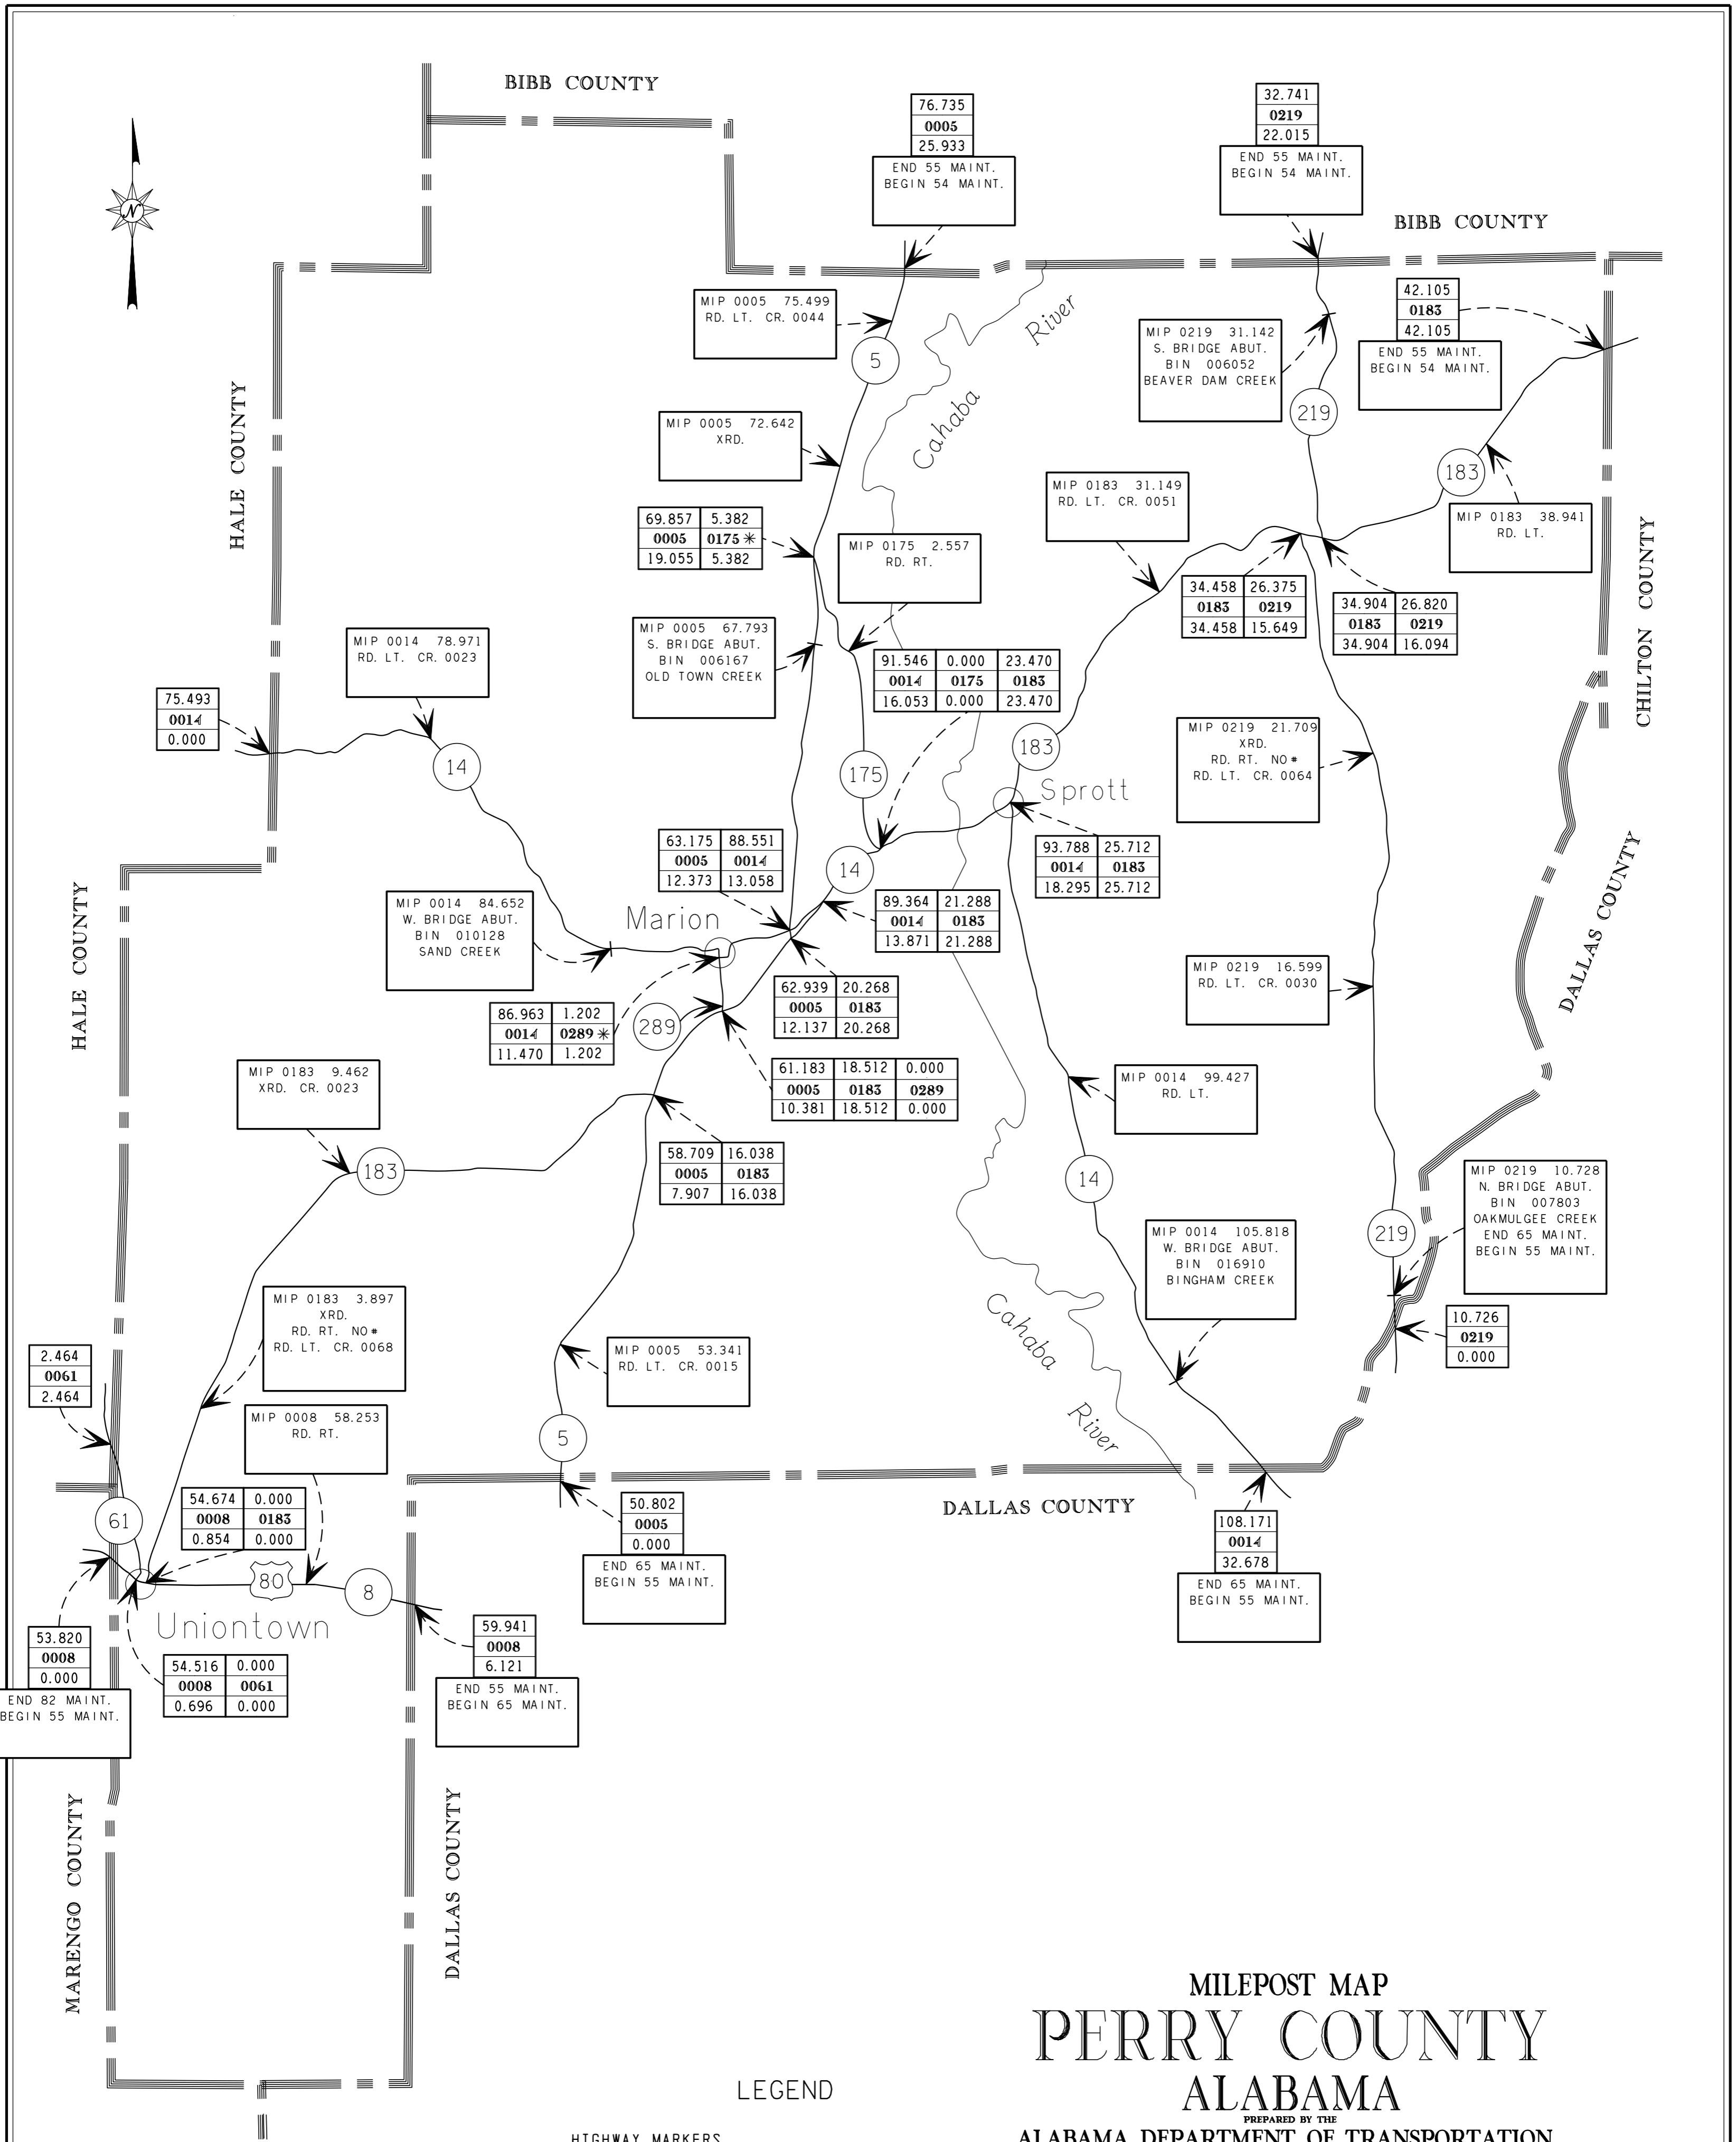 BIBB COUNTY
76.735
0005
25.933
END 55 MAINT.
BEGIN 54 MAINT.
32.741
0219
22.015
END 55 MAINT.
BEGIN 54 MAINT.
BIBB COUNTY
N
MIP 0005 75.499
RD. LT. CR. 0044
5
River
Cahaba
MIP 0219 31.142
S. BRIDGE ABUT.
BIN 006052
BEAVER DAM CREEK
42.105
0183
42.105
END 55 MAINT.
BEGIN 54 MAINT.
219
HALE COUNTY
MIP 0005 72.642
XRD.
183
MIP 0183 31.149
RD. LT. CR. 0051
MIP 0183 38.941
RD. LT.
CHILTON COUNTY
69.857 5.382
0005 0175 *
19.055 5.382
MIP 0175 2.557
RD. RT.
34.458 26.375
0183 0219
34.458 15.649
34.904 26.820
0183 0219
34.904 16.094
MIP 0014 78.971
RD. LT. CR. 0023
MIP 0005 67.793
S. BRIDGE ABUT.
BIN 006167
OLD TOWN CREEK
91.546 0.000 23.470
0014 0175 0183
16.053 0.000 23.470
75.493
0014
0.000
14
175
183
Sprott
MIP 0219 21.709
XRD.
RD. RT. NO#
RD. LT. CR. 0064
63.175 88.551
0005 0014
12.373 13.058
14
93.788 25.712
0014 0183
18.295 25.712
DALLAS COUNTY
HALE COUNTY
MIP 0014 84.652
W. BRIDGE ABUT.
BIN 010128
SAND CREEK
Marion
89.364 21.288
0014 0183
13.871 21.288
MIP 0219 16.599
RD. LT. CR. 0030
86.963 1.202
0014 0289 *
11.470 1.202
289
62.939 20.268
0005 0183
12.137 20.268
MIP 0183 9.462
XRD. CR. 0023
61.183 18.512 0.000
0005 0183 0289
10.381 18.512 0.000
MIP 0014 99.427
RD. LT.
183
58.709 16.038
0005 0183
7.907 16.038
14
MIP 0219 10.728
N. BRIDGE ABUT.
BIN 007803
OAKMULGEE CREEK
END 65 MAINT.
BEGIN 55 MAINT.
219
MIP 0014 105.818
W. BRIDGE ABUT.
BIN 016910
BINGHAM CREEK
Cahaba
River
10.726
0219
0.000
MIP 0183 3.897
XRD.
RD. RT. NO#
RD. LT. CR. 0068
2.464
0061
2.464
MIP 0005 53.341
RD. LT. CR. 0015
MIP 0008 58.253
RD. RT.
5
61
54.674 0.000
0008 0183
0.854 0.000
DALLAS COUNTY
50.802
0005
0.000
END 65 MAINT.
BEGIN 55 MAINT.
108.171
0014
32.678
END 65 MAINT.
BEGIN 55 MAINT.
80
8
Uniontown
53.820
0008
0.000
END 82 MAINT.
BEGIN 55 MAINT.
54.516 0.000
0008 0061
0.696 0.000
59.941
0008
6.121
END 55 MAINT.
BEGIN 65 MAINT.
MARENGO COUNTY
DALLAS COUNTY
MILEPOST MAP
PERRY COUNTY
ALABAMA
PREPARED BY THE
ALABAMA DEPARTMENT OF TRANSPORTATION
LEGEND
HIGHWAY MARKERS